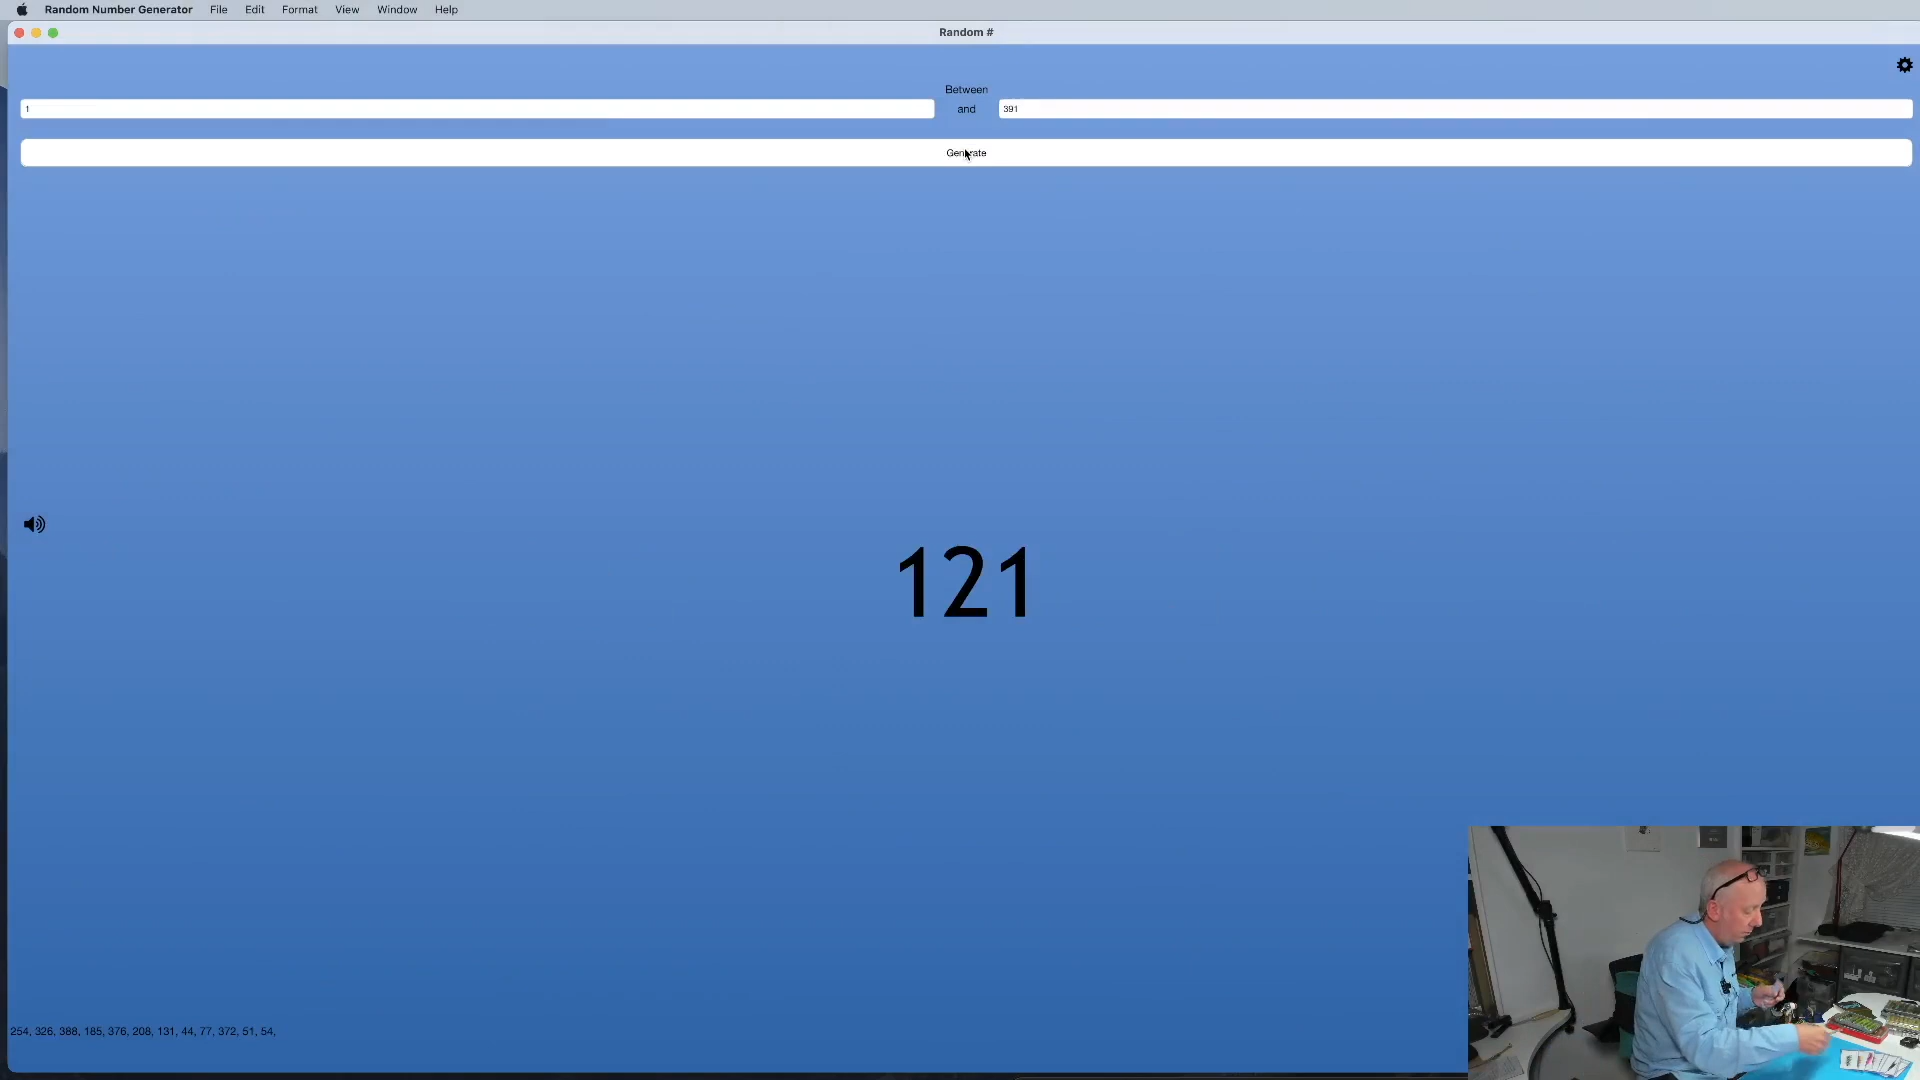 Random Number Generator File Edit Format View Window Help
Random #
Between
1 and 391
Generate
121
254, 326, 388, 185, 376, 208, 131, 44, 77, 372, 51, 54,